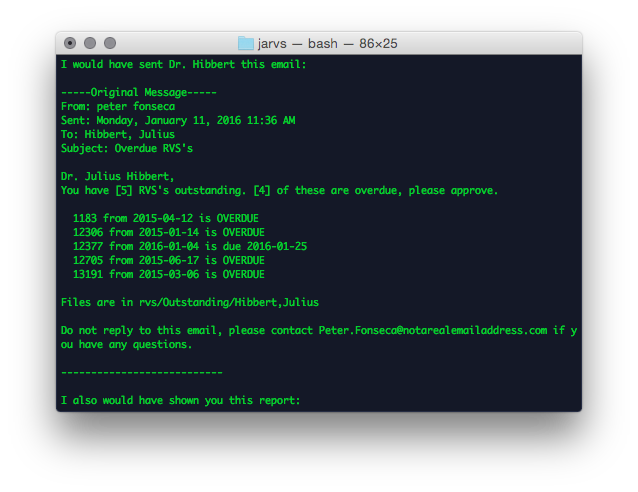 jarvs — bash — 86×25
I would have sent Dr. Hibbert this email:
-----Original Message-----
From: peter fonseca
Sent: Monday, January 11, 2016 11:36 AM
To: Hibbert, Julius
Subject: Overdue RVS's
Dr. Julius Hibbert,
You have [5] RVS's outstanding. [4] of these are overdue, please approve.
1183 from 2015-04-12 is OVERDUE
12306 from 2015-01-14 is OVERDUE
12377 from 2016-01-04 is due 2016-01-25
12705 from 2015-06-17 is OVERDUE
13191 from 2015-03-06 is OVERDUE
Files are in rvs/Outstanding/Hibbert,Julius
Do not reply to this email, please contact Peter.Fonseca@notarealemailaddress.com if y
ou have any questions.
---------------------------
I also would have shown you this report: